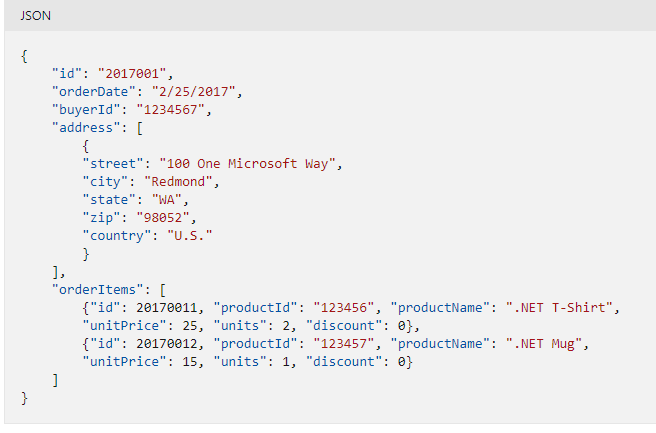 JSON
{
"id": "2017001",
"orderDate": "2/25/2017",
"buyerId": "1234567",
"address": [
{
"street": "100 One Microsoft Way",
"city": "Redmond",
"state": "WA",
"zip": "98052",
"country": "U.S."
}
],
"orderItems": [
{"id": 20170011, "productId": "123456", "productName": ".NET T-Shirt",
"unitPrice": 25, "units": 2, "discount": 0},
{"id": 20170012, "productId": "123457", "productName": ".NET Mug",
"unitPrice": 15, "units": 1, "discount": 0}
]
}